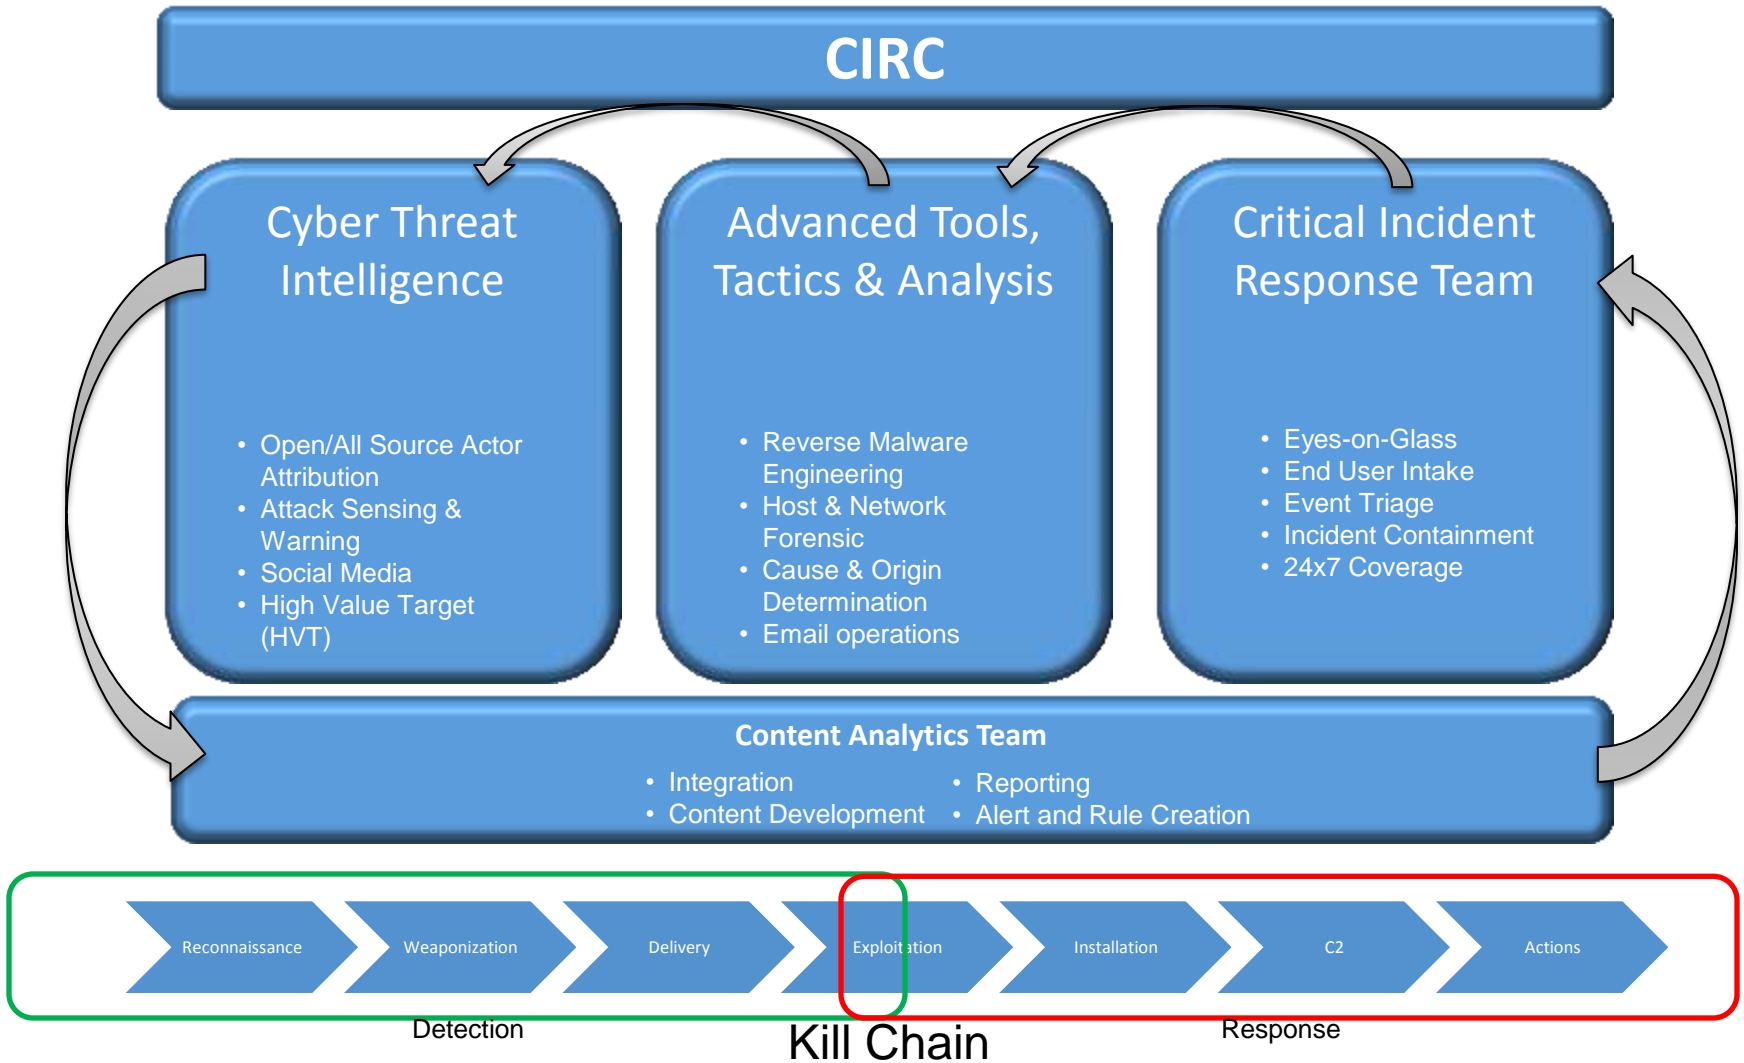 CIRC
Cyber Threat
Intelligence
• Open/All Source Actor
Attribution
• Attack Sensing &
Warning
• Social Media
• High Value Target
(HVT)
Advanced Tools,
Tactics & Analysis
• Reverse Malware
Engineering
• Host & Network
Forensic
• Cause & Origin
Determination
• Email operations
Critical Incident
Response Team
• Eyes-on-Glass
• End User Intake
• Event Triage
• Incident Containment
• 24x7 Coverage
Content Analytics Team
• Integration
• Content Development
• Reporting
• Alert and Rule Creation
Reconnaissance
Weaponization
Delivery
Exploitation
Installation
C2
Actions
Detection
Kill Chain
Response